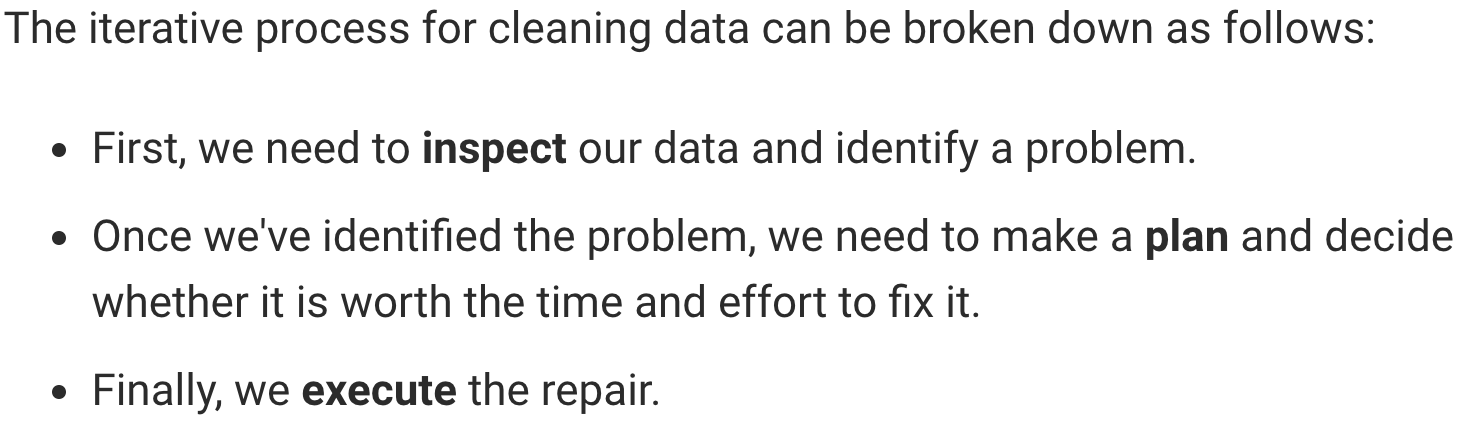 The iterative process for cleaning data can be broken down as follows:
• First, we need to inspect our data and identify a problem.
• Once we've identified the problem, we need to make a plan and decide
whether it is worth the time and effort to fix it.
• Finally, we execute the repair.